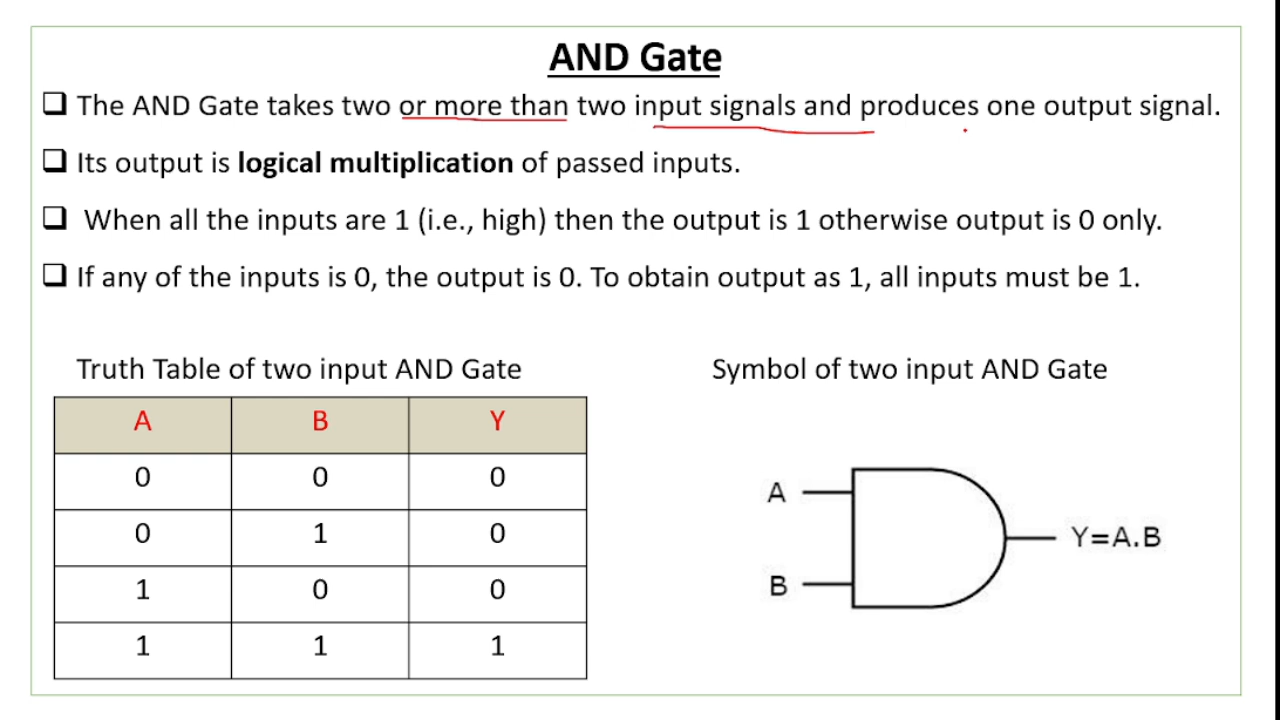 AND Gate
The AND Gate takes two or more than two input signals and produces one output signal.
Its output is logical multiplication of passed inputs.
When all the inputs are 1 (i.e., high) then the output is 1 otherwise output is 0 only.
If any of the inputs is 0, the output is 0. To obtain output as 1, all inputs must be 1.
Truth Table of two input AND Gate
A B Y
0 0 0
0 1 0
1 0 0
1 1 1
Symbol of two input AND Gate
A
B
Y=A.B